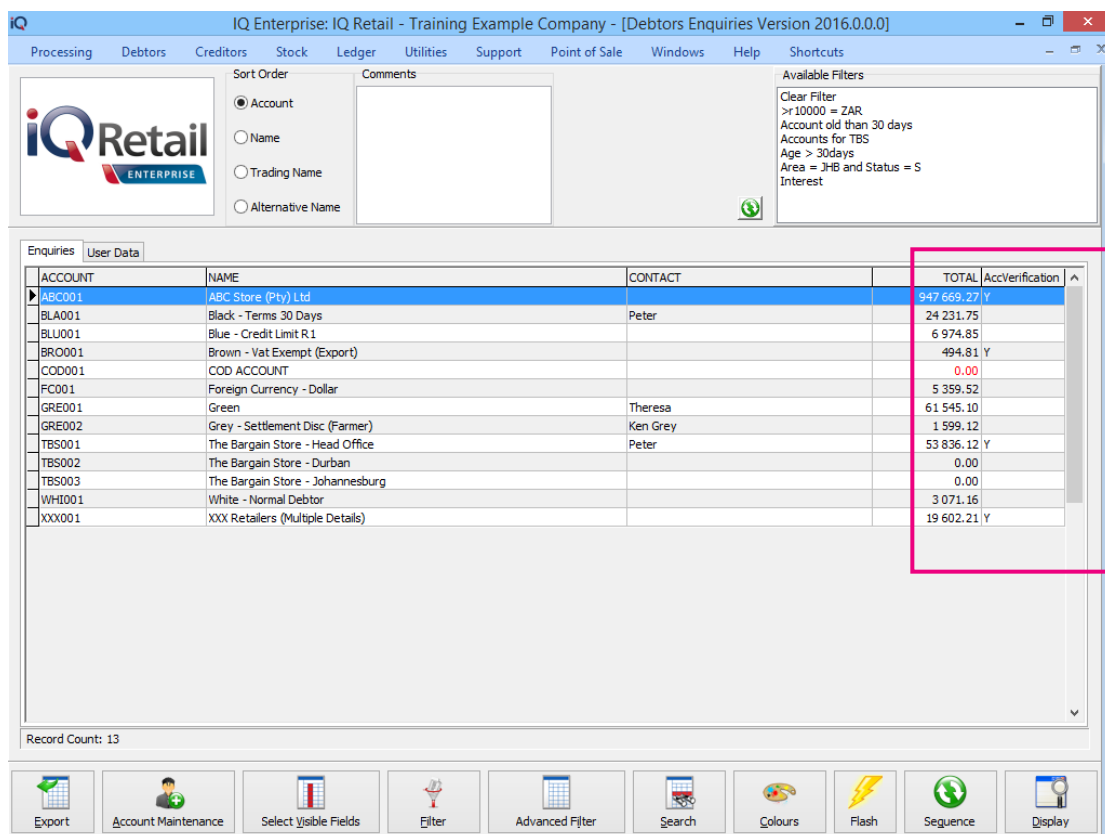 iQ IQ Enterprise: IQ Retail - Training Example Company - [Debtors Enquiries Version 2016.0.0.0]
Processing Debtors Creditors Stock Ledger Utilities Support Point of Sale Windows Help Shortcuts
iQ Retail
ENTERPRISE
Sort Order
Account
Name
Trading Name
Alternative Name
Comments
Available Filters
Clear Filter
>r10000 = ZAR
Account old than 30 days
Accounts for TBS
Age > 30days
Area = JHB and Status = S
Interest
Enquiries User Data
ACCOUNT NAME CONTACT TOTAL AccVerification
ABC001 ABC Store (Pty) Ltd 947 669.27 Y
BLA001 Black - Terms 30 Days Peter 24 231.75
BLU001 Blue - Credit Limit R1 6 974.85
BRO001 Brown - Vat Exempt (Export) 494.81 Y
COD001 COD ACCOUNT 0.00
FC001 Foreign Currency - Dollar 5 359.52
GRE001 Green Theresa 61 545.10
GRE002 Grey - Settlement Disc (Farmer) Ken Grey 1 599.12
TBS001 The Bargain Store - Head Office Peter 53 836.12 Y
TBS002 The Bargain Store - Durban 0.00
TBS003 The Bargain Store - Johannesburg 0.00
WHI001 White - Normal Debtor 3 071.16
XXX001 XXX Retailers (Multiple Details) 19 602.21 Y
Record Count: 13
Export Account Maintenance Select Visible Fields Filter Advanced Filter Search Colours Flash Sequence Display